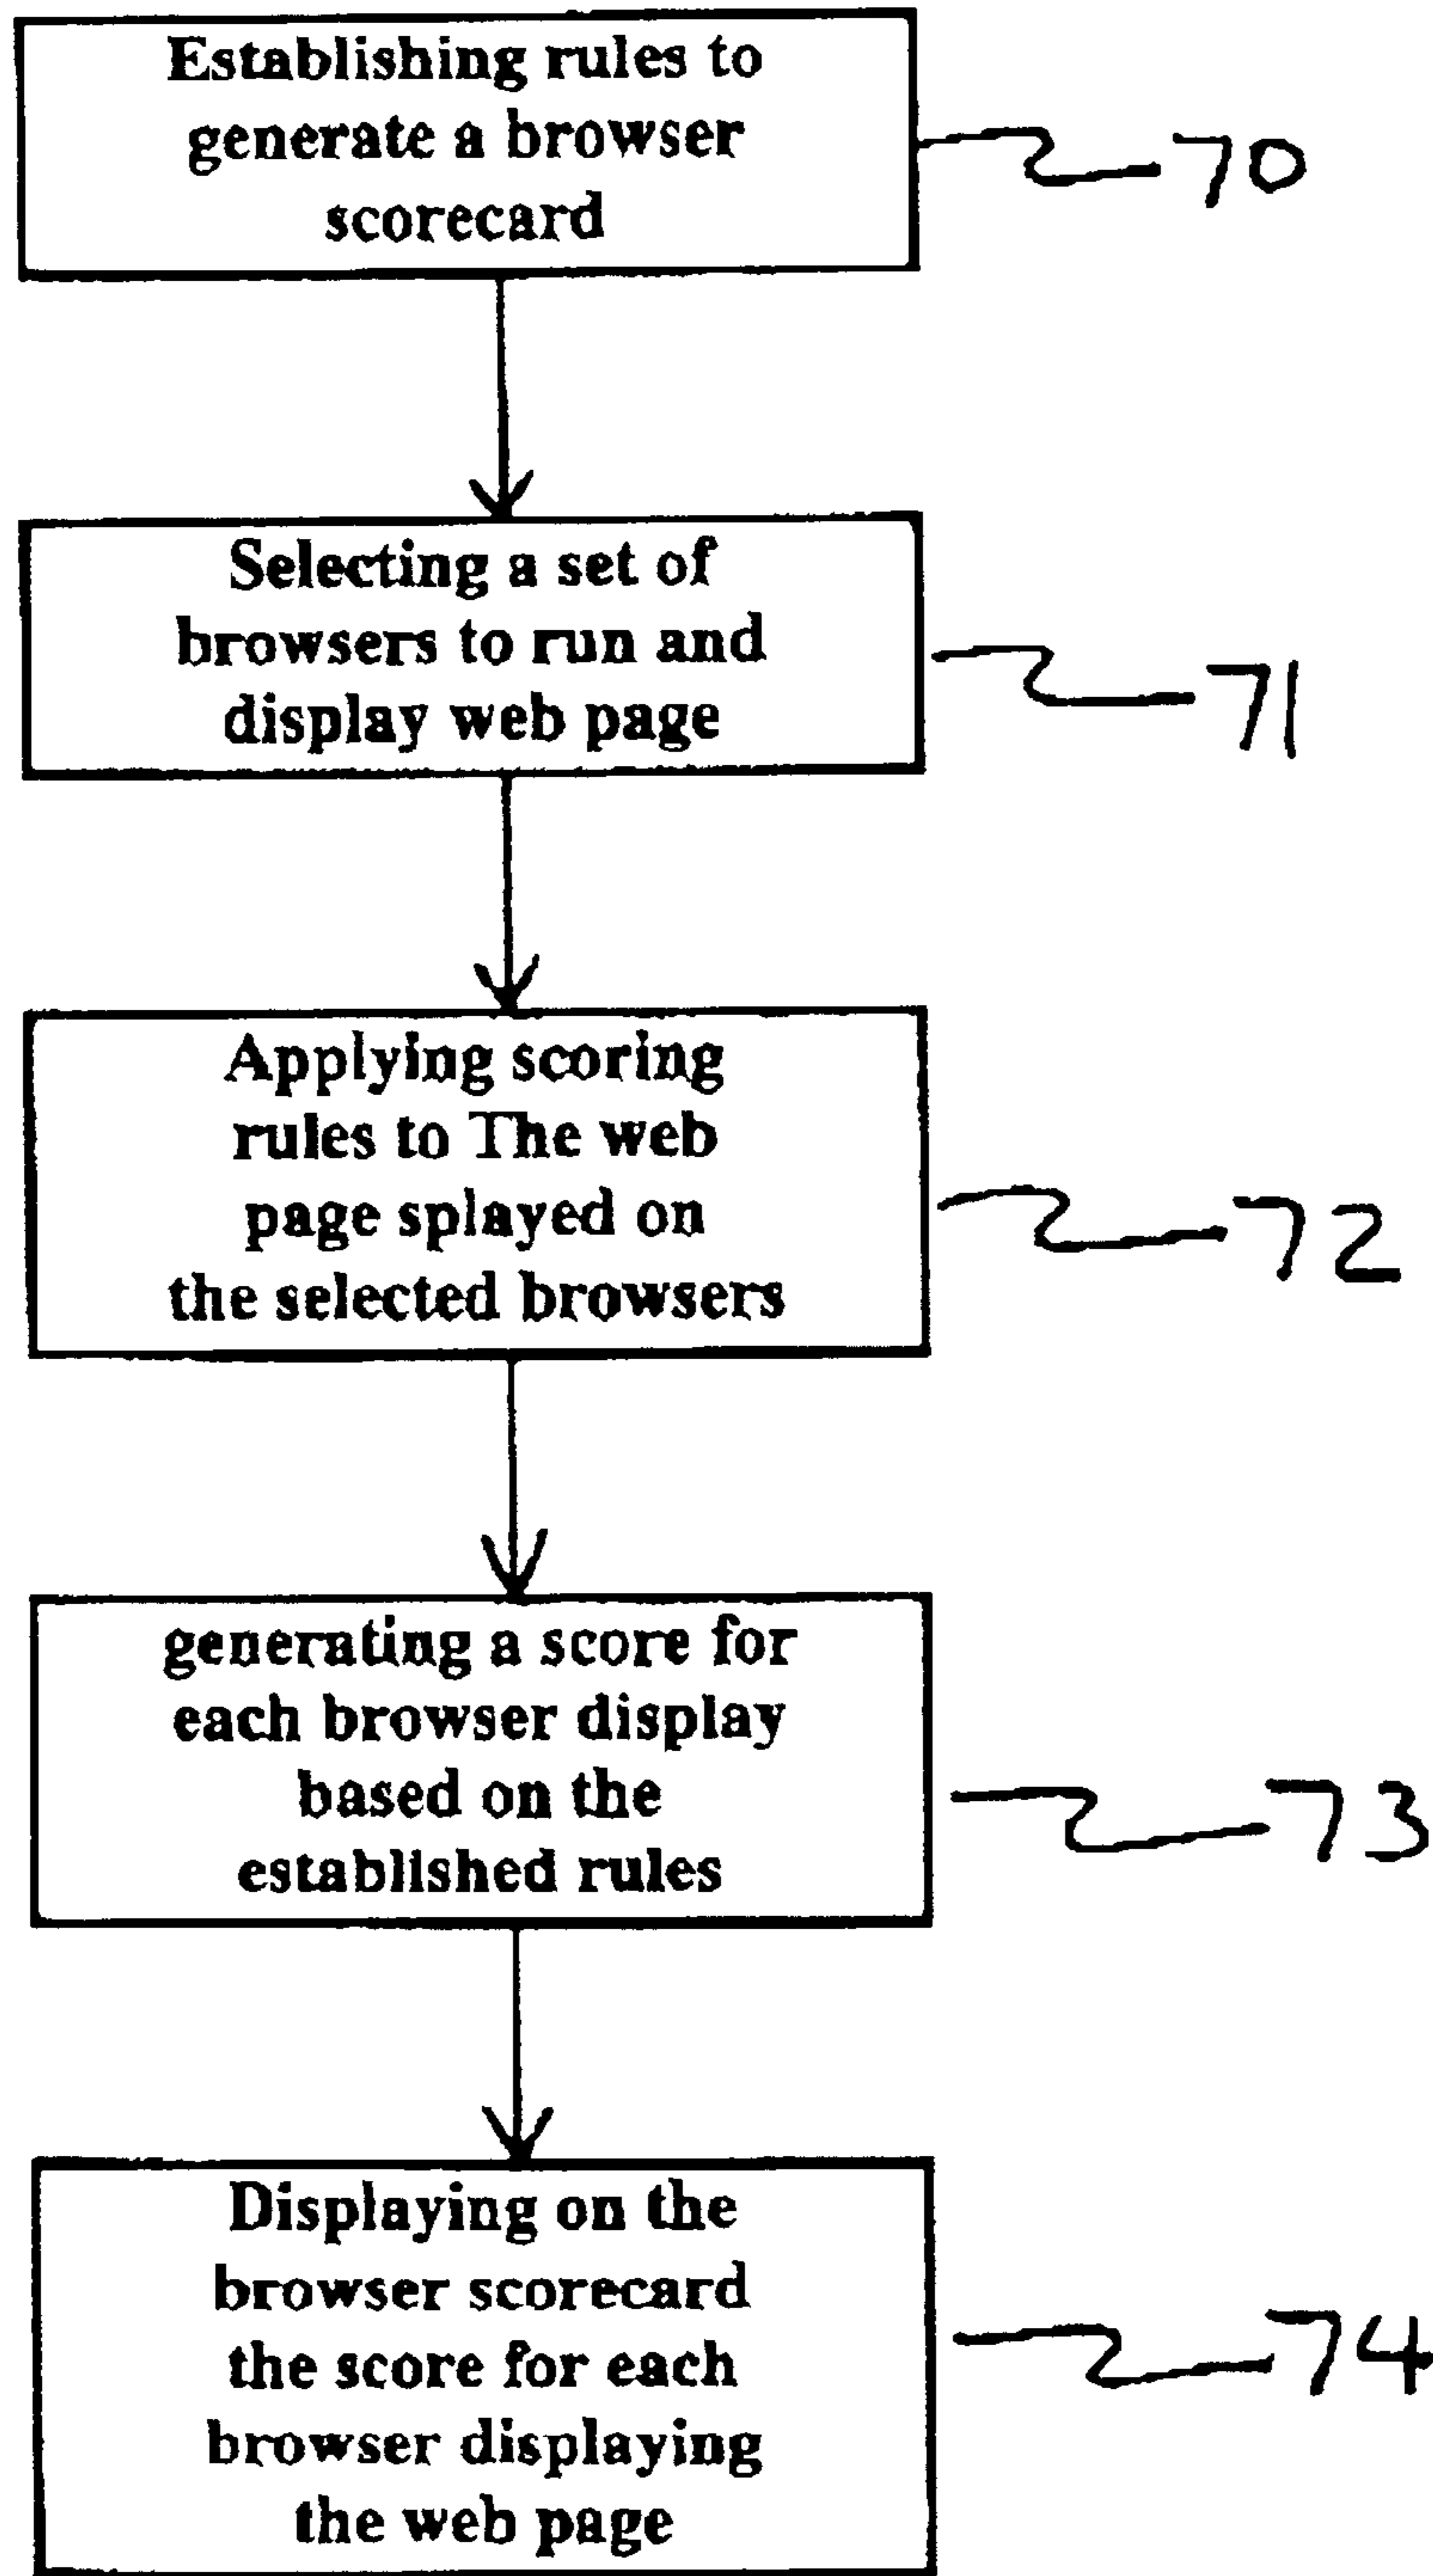 Establishing rules to
generate a browser
scorecard
70
Selecting a set of
browsers to run and
display web page
71
Applying scoring
rules to The web
page splayed on
the selected browsers
72
generating a score for
each browser display
based on the
established rules
73
Displaying on the
browser scorecard
the score for each
browser displaying
the web page
74